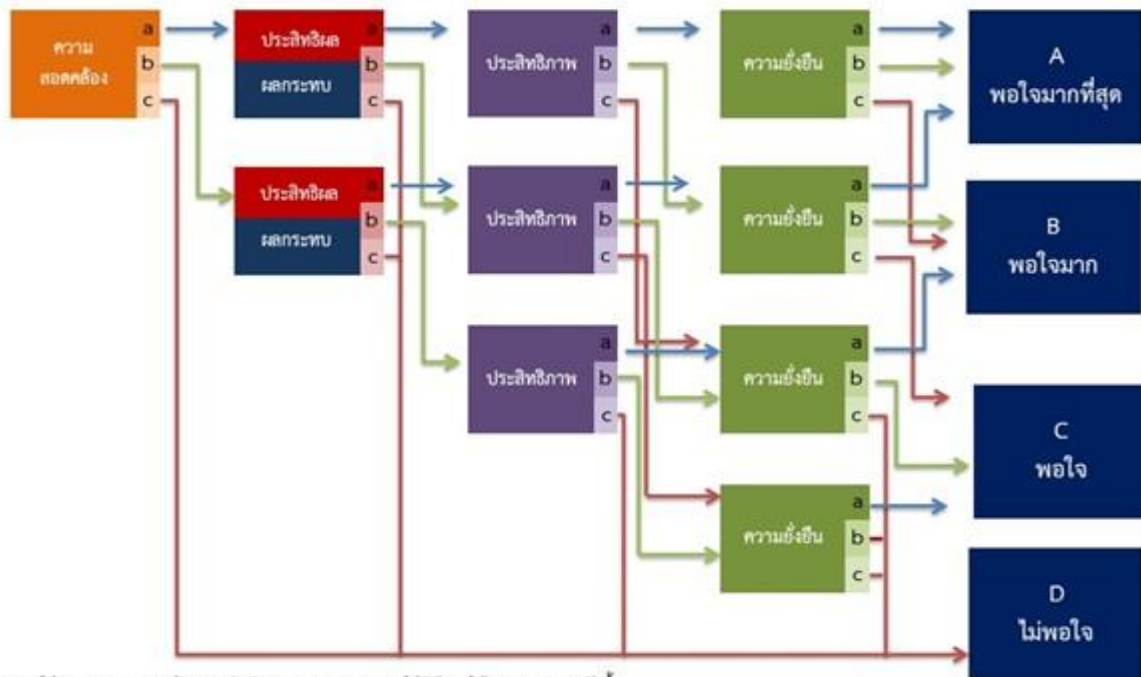 ความ
สอดคล้อง
a
b
c
ประสิทธิผล
ผลกระทบ
a
b
c
ประสิทธิภาพ
a
b
c
ความยั่งยืน
a
b
c
A
พอใจมากที่สุด
ประสิทธิผล
ผลกระทบ
a
b
c
ประสิทธิภาพ
a
b
c
ความยั่งยืน
a
b
c
B
พอใจมาก
ประสิทธิภาพ
a
b
c
ความยั่งยืน
a
b
c
C
พอใจ
ความยั่งยืน
a
b
c
D
ไม่พอใจ